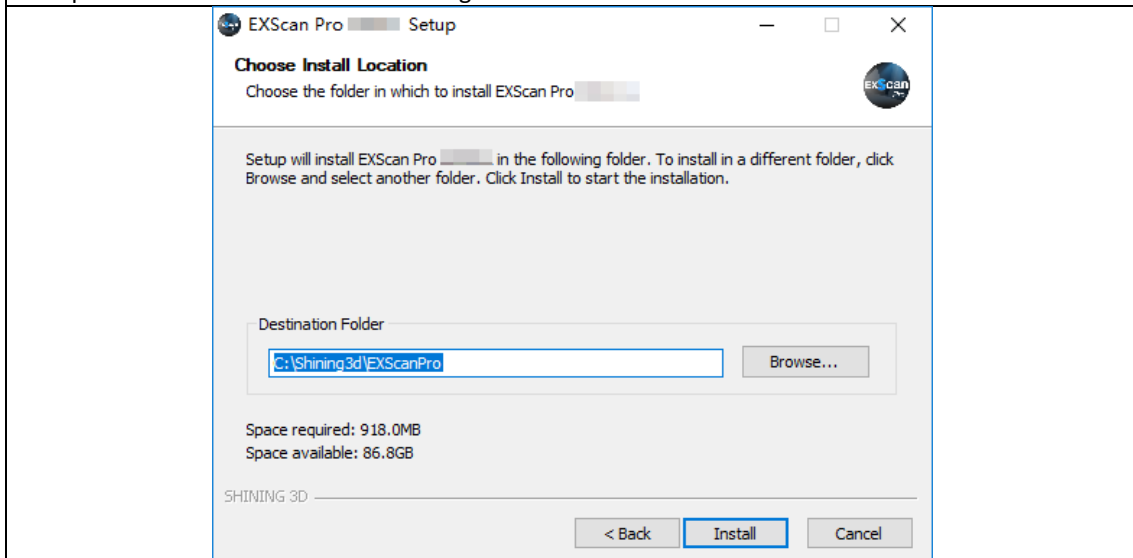 EXScan Pro Setup
Choose Install Location
Choose the folder in which to install EXScan Pro
EXScan
Pro
Setup will install EXScan Pro in the following folder. To install in a different folder, click
Browse and select another folder. Click Install to start the installation.
Destination Folder
C:\Shining3d\EXScanPro
Browse...
Space required: 918.0MB
Space available: 86.8GB
SHINING 3D
< Back
Install
Cancel